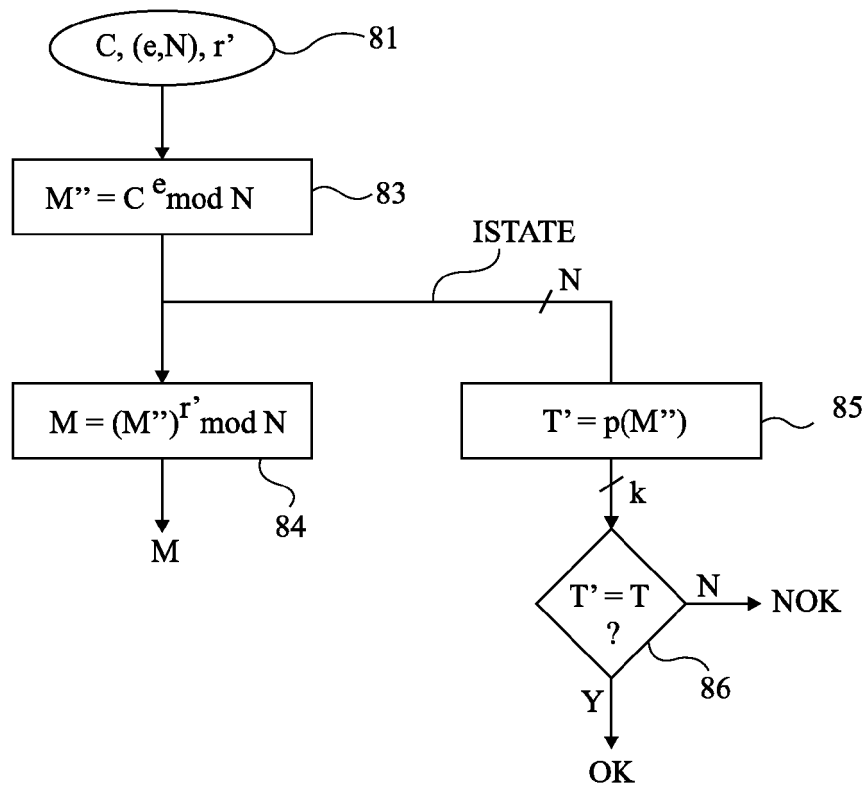 C, (e,N), r’
81
M’’ = C e mod N
83
ISTATE
N
M = (M’’) r’ mod N
84
T’ = p(M’’)
85
k
M
T’ = T
?
N
NOK
86
Y
OK